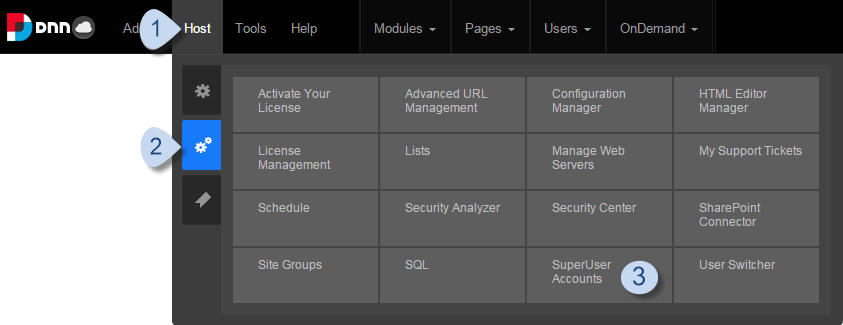 DNN Ad 1 Host Tools Help Modules Pages Users OnDemand
Activate Your License
Advanced URL Management
Configuration Manager
HTML Editor Manager
2
License Management
Lists
Manage Web Servers
My Support Tickets
Schedule
Security Analyzer
Security Center
SharePoint Connector
Site Groups
SQL
SuperUser Accounts
3
User Switcher